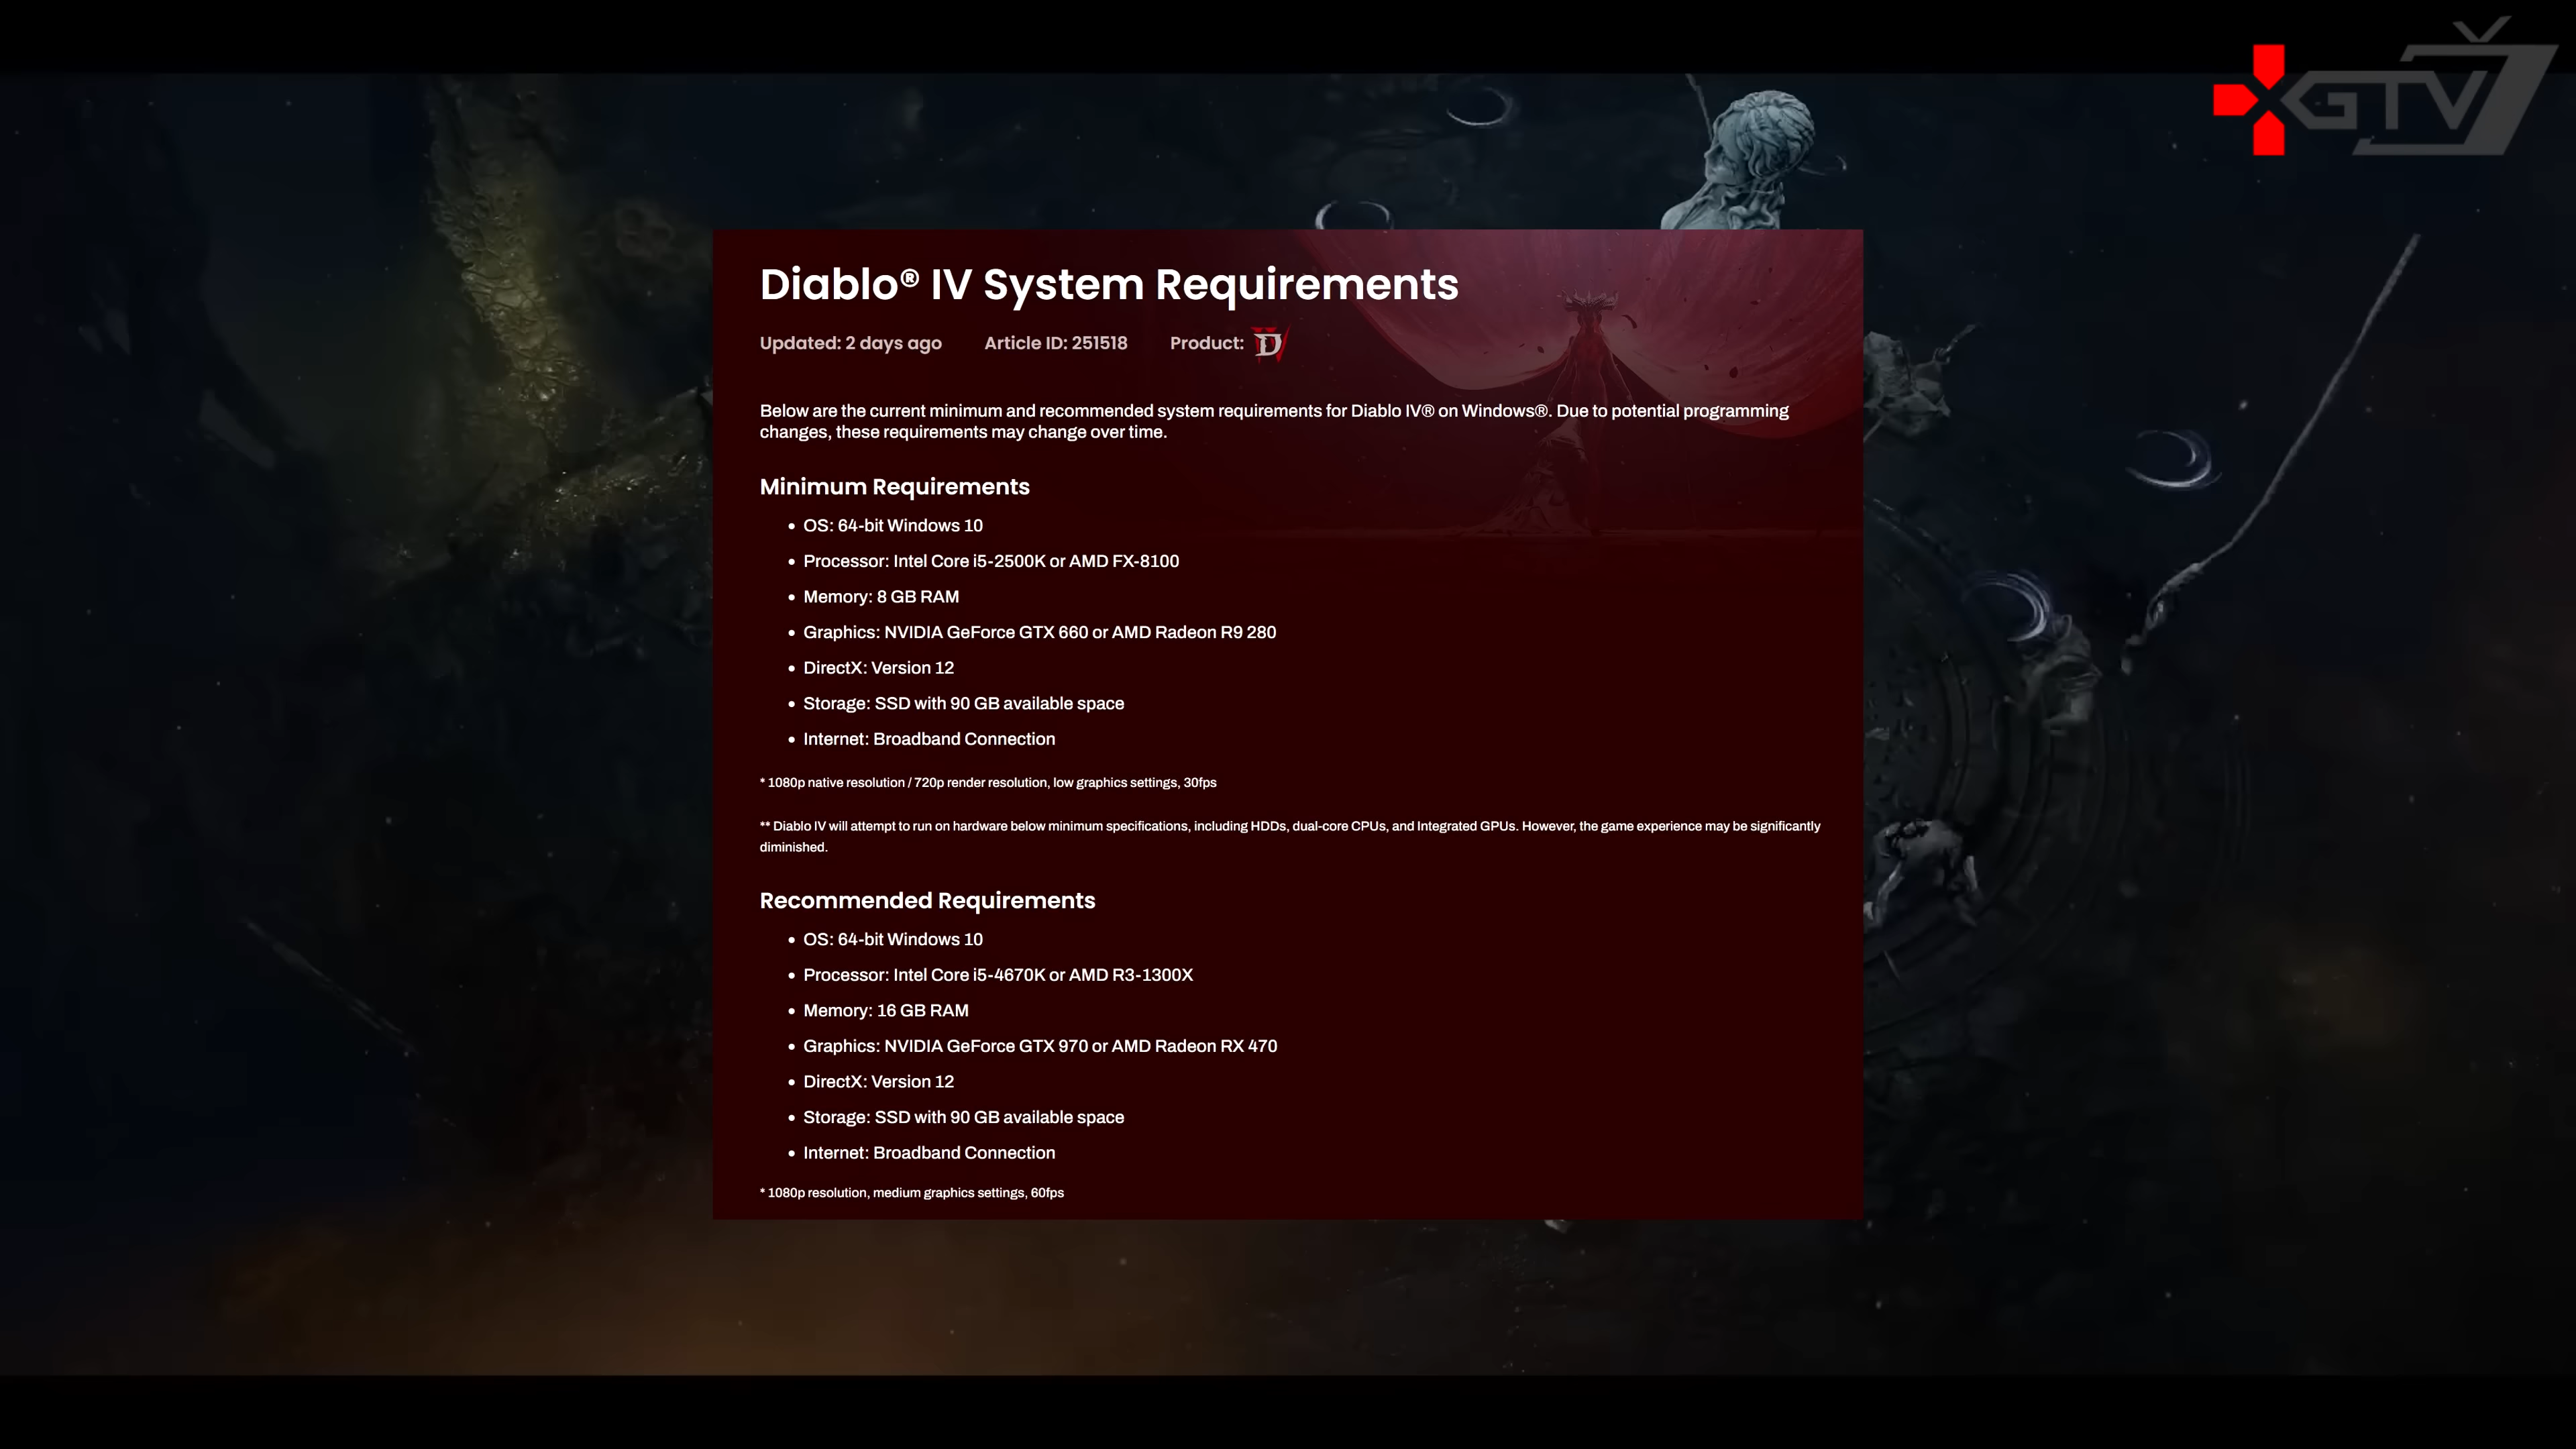 GTV
Diablo® IV System Requirements
Updated: 2 days ago Article ID: 251518 Product: D IV
Below are the current minimum and recommended system requirements for Diablo IV® on Windows®. Due to potential programming
changes, these requirements may change over time.
Minimum Requirements
• OS: 64-bit Windows 10
• Processor: Intel Core i5-2500K or AMD FX-8100
• Memory: 8 GB RAM
• Graphics: NVIDIA GeForce GTX 660 or AMD Radeon R9 280
• DirectX: Version 12
• Storage: SSD with 90 GB available space
• Internet: Broadband Connection
* 1080p native resolution / 720p render resolution, low graphics settings, 30fps
** Diablo IV will attempt to run on hardware below minimum specifications, including HDDs, dual-core CPUs, and Integrated GPUs. However, the game experience may be significantly
diminished.
Recommended Requirements
• OS: 64-bit Windows 10
• Processor: Intel Core i5-4670K or AMD R3-1300X
• Memory: 16 GB RAM
• Graphics: NVIDIA GeForce GTX 970 or AMD Radeon RX 470
• DirectX: Version 12
• Storage: SSD with 90 GB available space
• Internet: Broadband Connection
* 1080p resolution, medium graphics settings, 60fps